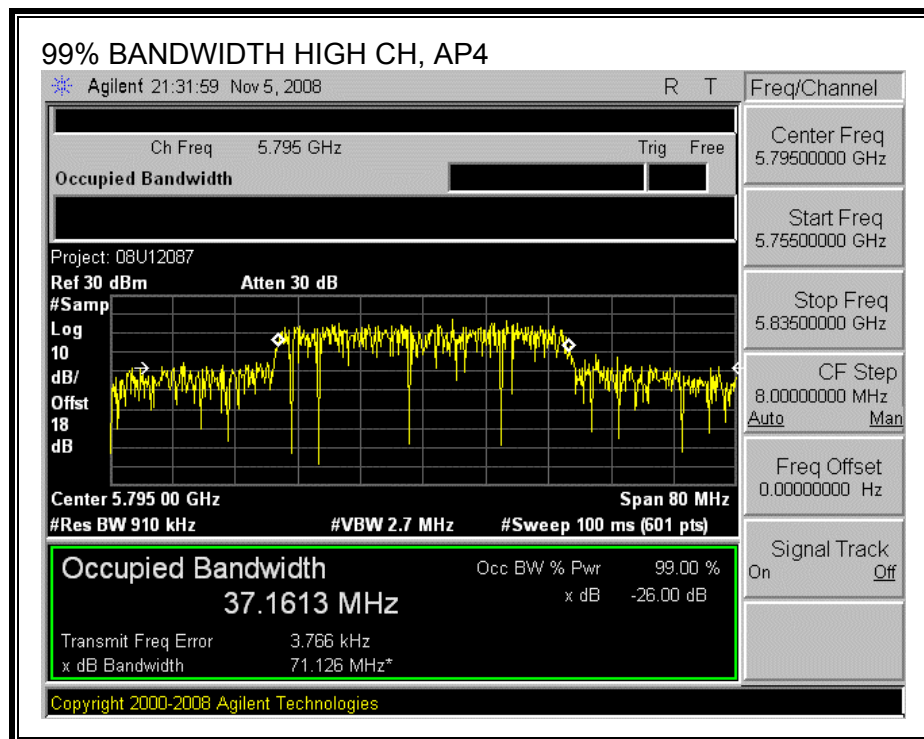 99% BANDWIDTH HIGH CH, AP4
Agilent 21:31:59 Nov 5, 2008 R T
Freq/Channel
Ch Freq 5.795 GHz Trig Free
Occupied Bandwidth
Center Freq
5.79500000 GHz
Start Freq
5.75500000 GHz
Stop Freq
5.83500000 GHz
CF Step
8.00000000 MHz
Auto Man
Freq Offset
0.00000000 Hz
Signal Track
On Off
Project: 08U12087
Ref 30 dBm Atten 30 dB
#Samp
Log
10
dB/
Offst
18
dB
Center 5.795 00 GHz Span 80 MHz
#Res BW 910 kHz #VBW 2.7 MHz #Sweep 100 ms (601 pts)
Occupied Bandwidth Occ BW % Pwr 99.00 %
37.1613 MHz x dB -26.00 dB
Transmit Freq Error 3.766 kHz
x dB Bandwidth 71.126 MHz*
Copyright 2000-2008 Agilent Technologies